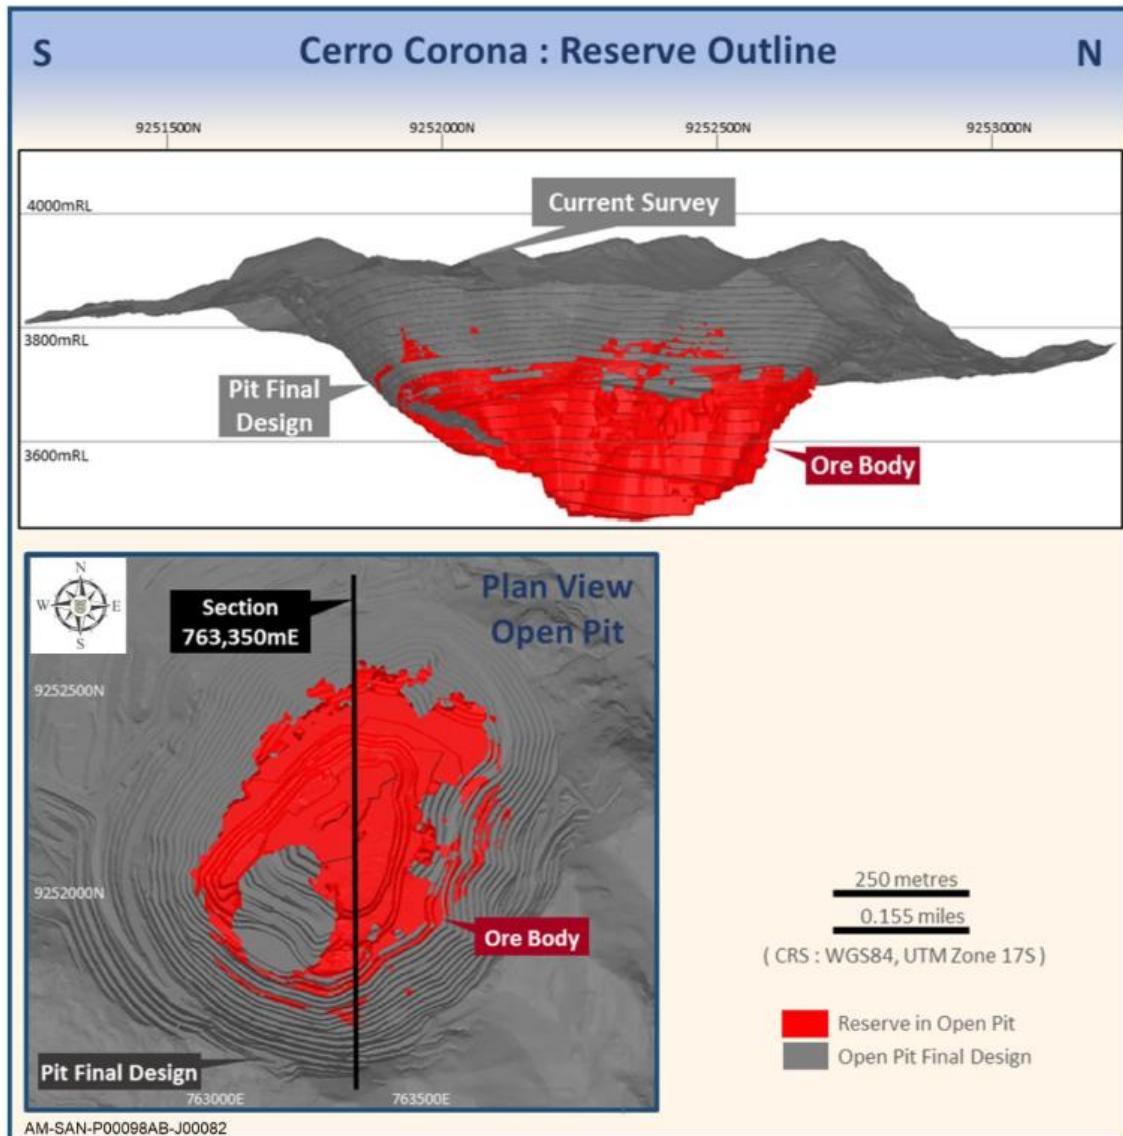 S
Cerro Corona : Reserve Outline
N
9251500N
9252000N
9252500N
9253000N
4000mRL
Current Survey
3800mRL
Pit Final
Design
3600mRL
Ore Body
N
W
E
S
Section
763,350mE
Plan View
Open Pit
9252500N
9252000N
Ore Body
Pit Final Design
763000E
763500E
250 metres
0.155 miles
( CRS : WGS84, UTM Zone 17S )
Reserve in Open Pit
Open Pit Final Design
AM-SAN-P00098AB-J00082